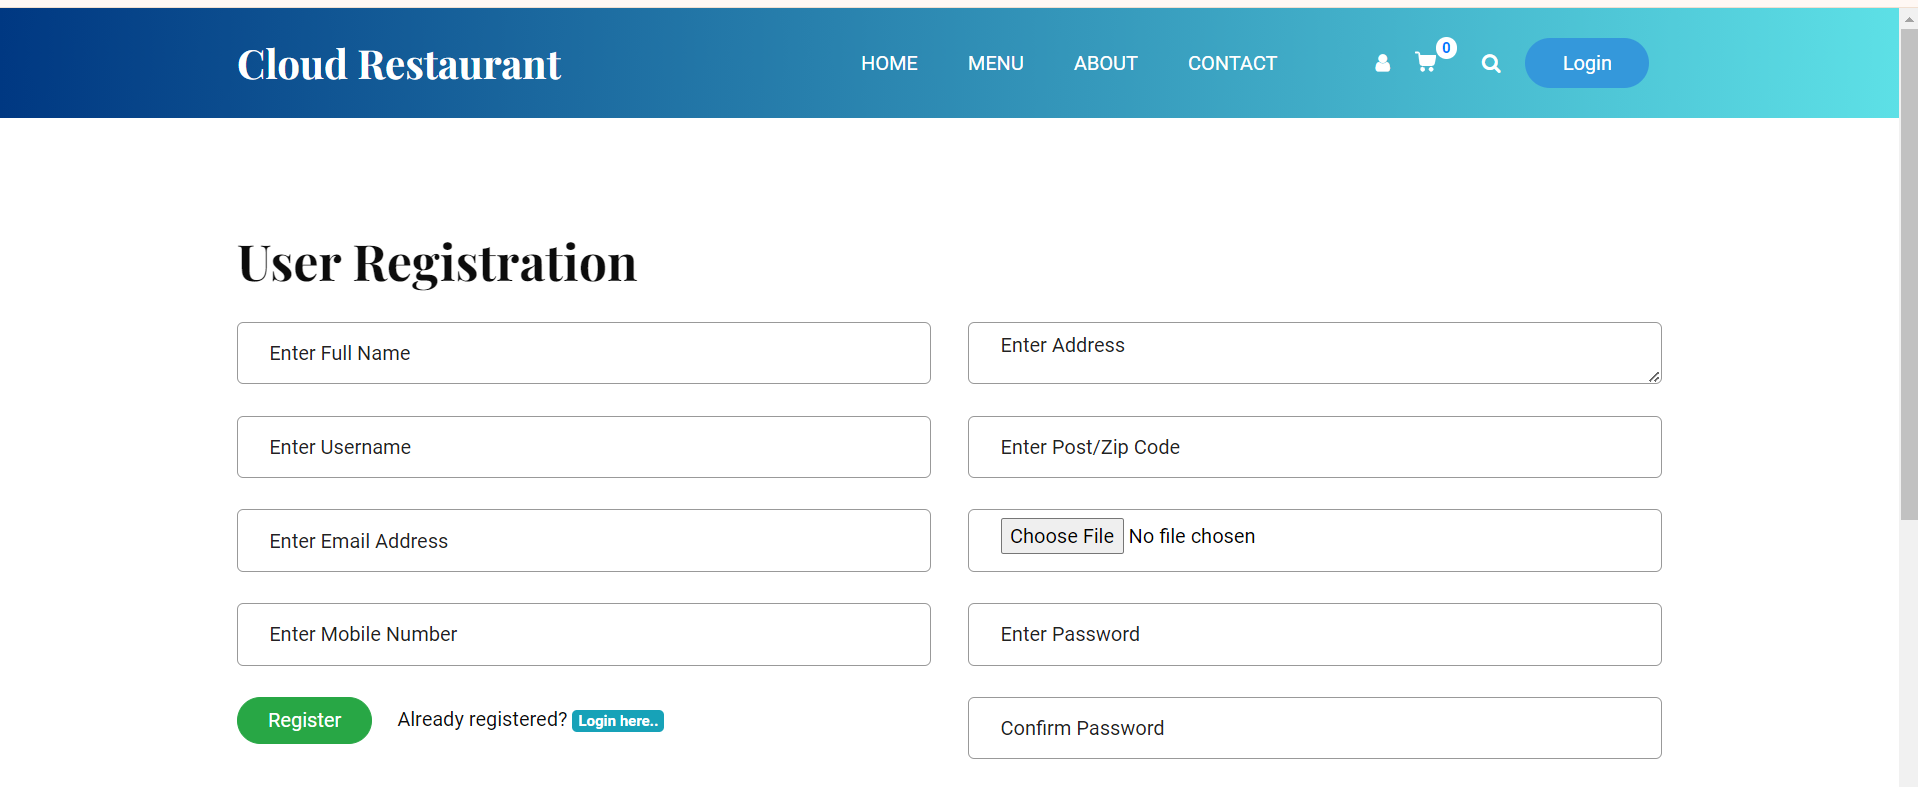 Cloud Restaurant
HOME MENU ABOUT CONTACT 0 Login
User Registration
Enter Full Name
Enter Address
Enter Username
Enter Post/Zip Code
Enter Email Address
Choose File No file chosen
Enter Mobile Number
Enter Password
Register Already registered? Login here..
Confirm Password